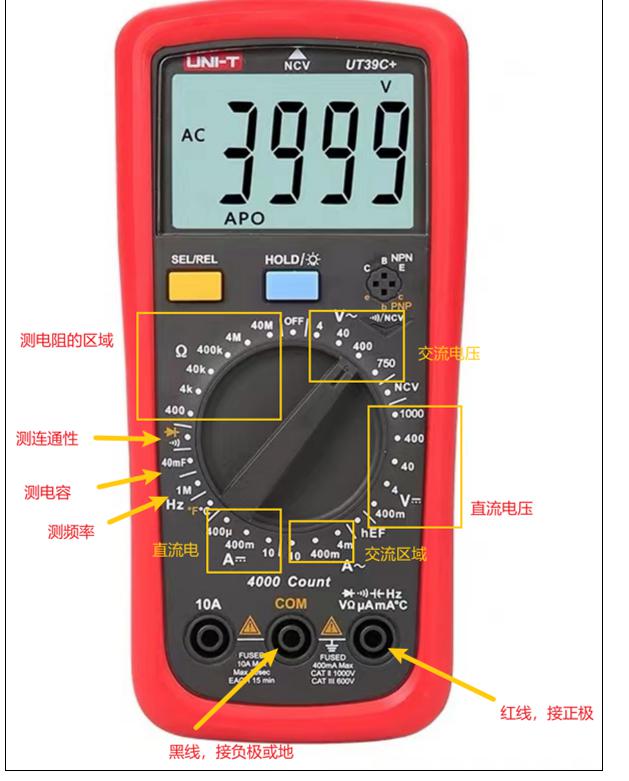 UNI-T
NCV
UT39C+
V
AC
3999
APO
SEL/REL
HOLD/
B NPN
C E
e c
b PNP
OFF
4
V~
•))/NCV
40M
4M
40
Ω 400k
400
交流电压
测电阻的区域
40k
750
4k
NCV
400
1000
测连通性
400
40mF
40
测电容
1M
4
V
Hz
°F°C
400m
直流电压
测频率
400µ
hEF
直流电
400m
10
10
400m
4m
交流区域
A
A~
4000 Count
10A
COM
Hz
VΩµAmA°C
FUSED
10A Max
EACH 15 min
FUSED
400mA Max
CAT II 1000V
CAT III 600V
红线，接正极
黑线，接负极或地